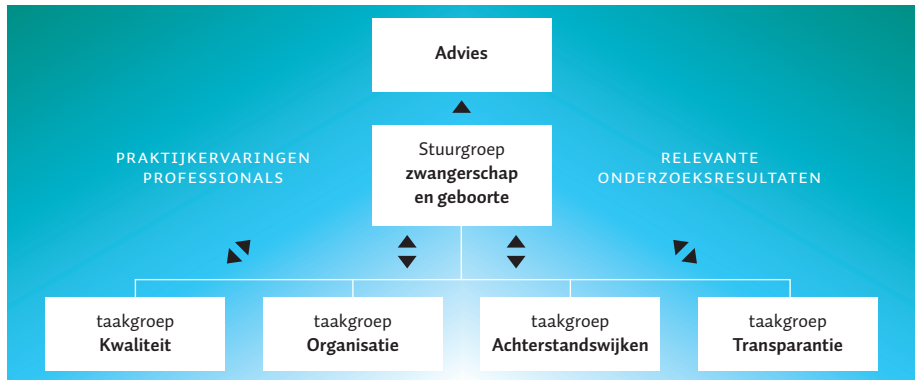 Advies
PRAKTIJKERVARINGEN
PROFESSIONALS
Stuurgroep
zwangerschap
en geboorte
RELEVANTE
ONDERZOEKSRESULTATEN
taakgroep
Kwaliteit
taakgroep
Organisatie
taakgroep
Achterstandswijken
taakgroep
Transparantie